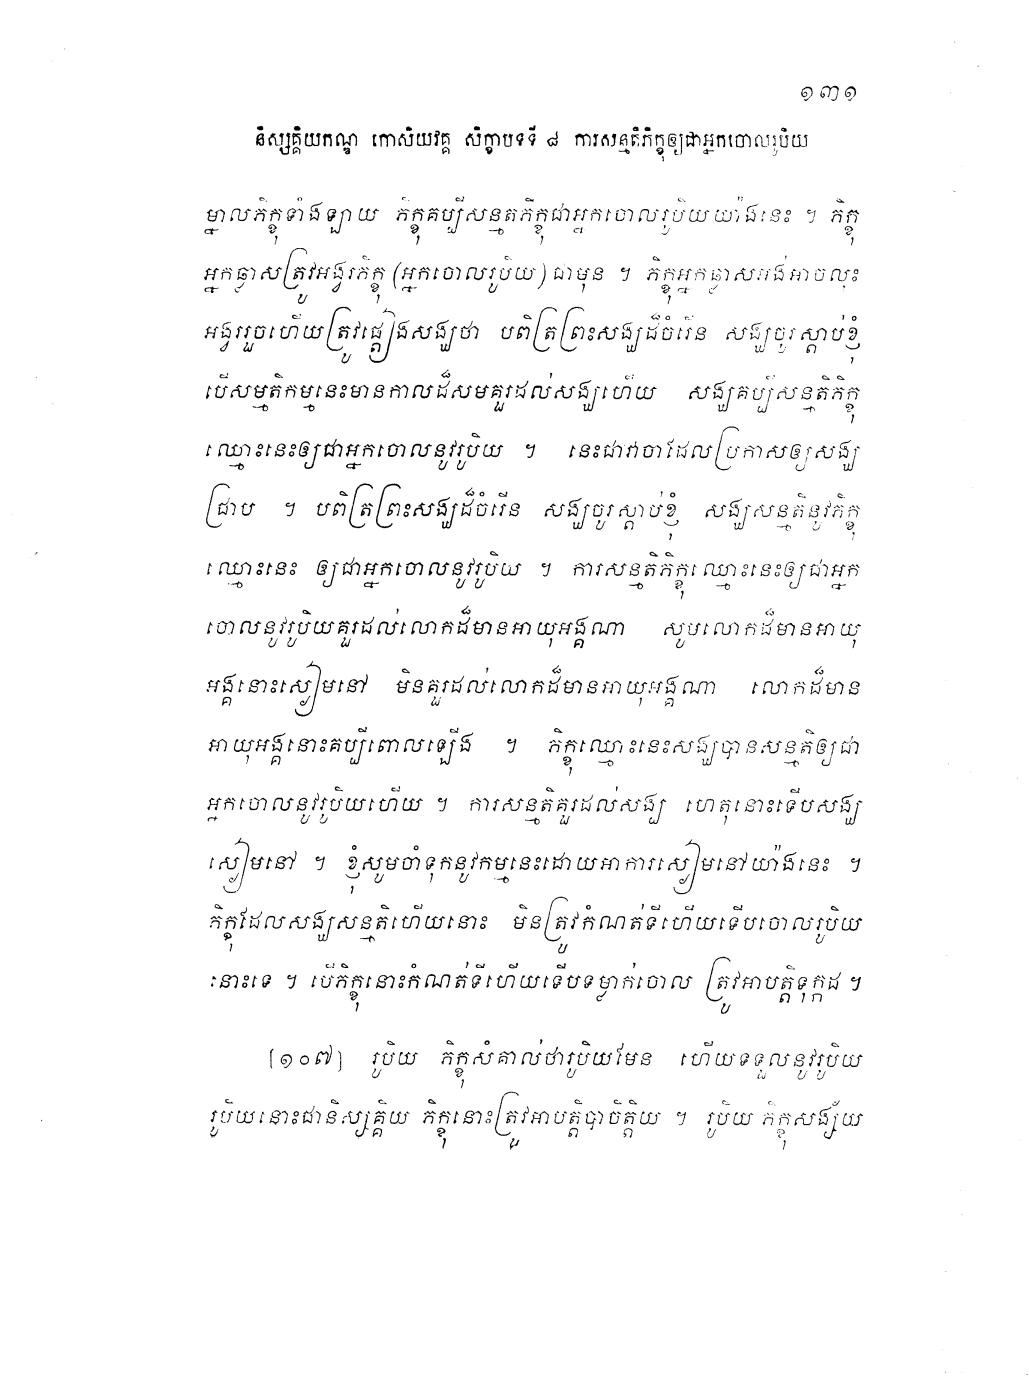 ១៣១
និស្សគ្គិយកណ្ឌ កោសិយវគ្គ សិក្ខាបទទី ៨ ការសន្មតិភិក្ខុឲ្យជាអ្នកចោលរូបិយ
ម្នាលភិក្ខុទាំងឡាយ ភិក្ខុគប្បីសន្មតភិក្ខុជាអ្នកចោលរូបិយយ៉ាងនេះ ។ ភិក្ខុ
អ្នកឆ្លាសត្រូវអង្វរភិក្ខុ (អ្នកចោលរូបិយ) ជាមុន ។ ភិក្ខុអ្នកឆ្លាសអង់អាចលុះ
អង្វររួចហើយត្រូវផ្តៀងសង្ឃថា បពិត្រព្រះសង្ឃដ៏ចំរើន សង្ឃចូរស្តាប់ខ្ញុំ
បើសម្មតិកម្មនេះមានកាលដ៏សមគួរដល់សង្ឃហើយ សង្ឃគប្បីសន្មតិភិក្ខុ
ឈ្មោះនេះឲ្យជាអ្នកចោលនូវរូបិយ ។ នេះជាវាចាដែលប្រកាសឲ្យសង្ឃ
ជ្រាប ។ បពិត្រព្រះសង្ឃដ៏ចំរើន សង្ឃចូរស្តាប់ខ្ញុំ សង្ឃសន្មតិនូវភិក្ខុ
ឈ្មោះនេះ ឲ្យជាអ្នកចោលនូវរូបិយ ។ ការសន្មតិភិក្ខុឈ្មោះនេះឲ្យជាអ្នក
ចោលនូវរូបិយគួរដល់លោកដ៏មានអាយុអង្គណា សូមលោកដ៏មានអាយុ
អង្គនោះស្ងៀមនៅ មិនគួរដល់លោកដ៏មានអាយុអង្គណា លោកដ៏មាន
អាយុអង្គនោះគប្បីពោលឡើង ។ ភិក្ខុឈ្មោះនេះសង្ឃបានសន្មតិឲ្យជា
អ្នកចោលនូវរូបិយហើយ ។ ការសន្មតិគួរដល់សង្ឃ ហេតុនោះទើបសង្ឃ
ស្ងៀមនៅ ។ ខ្ញុំសូមចាំទុកនូវកម្មនេះដោយអាការស្ងៀមនៅយ៉ាងនេះ ។
ភិក្ខុដែលសង្ឃសន្មតិហើយនោះ មិនត្រូវកំណត់ទីហើយទើបចោលរូបិយ
នោះទេ ។ បើភិក្ខុនោះកំណត់ទីហើយទើបទម្លាក់ចោល ត្រូវអាបត្តិទុក្កដ ។
[១០៧] រូបិយ ភិក្ខុសំគាល់ថារូបិយមែន ហើយទទួលនូវរូបិយ
រូបិយនោះជានិស្សគ្គិយ ភិក្ខុនោះត្រូវអាបត្តិបាចិត្តិយ ។ រូបិយ ភិក្ខុសង្ស័យ